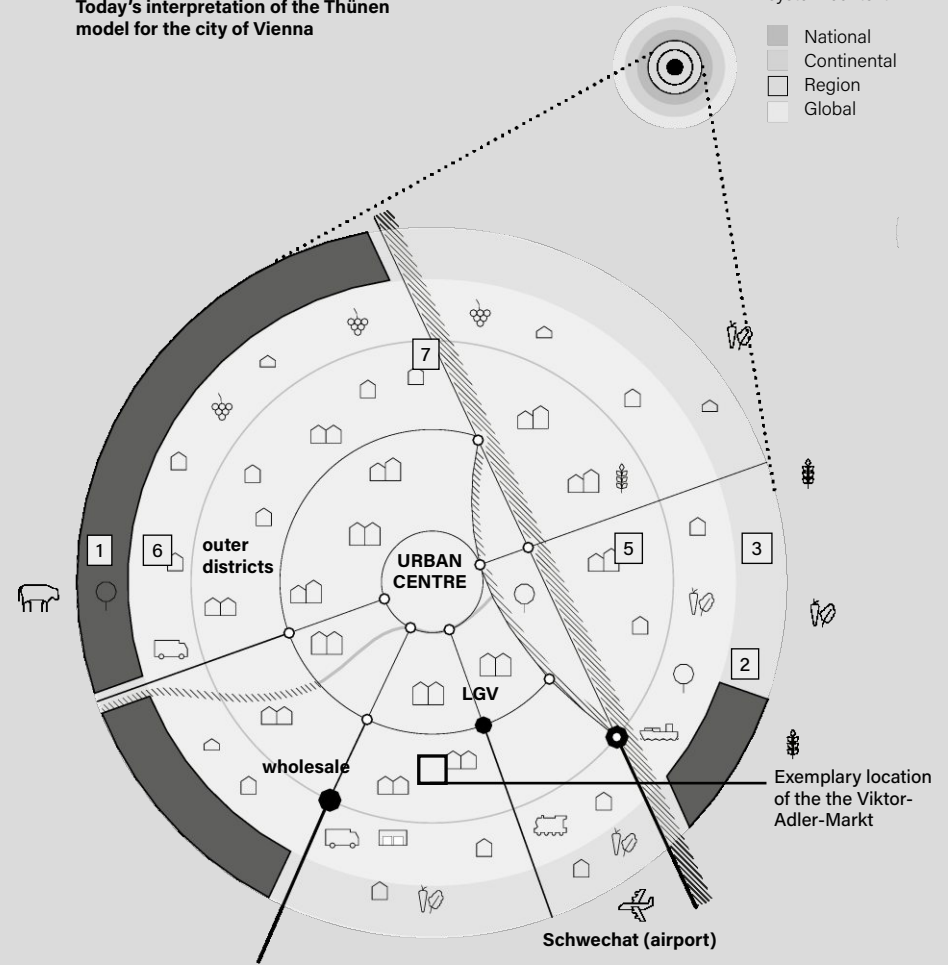 Today's interpretation of the Thünen
model for the city of Vienna
National
Continental
Region
Global
7
1
6
outer
districts
URBAN
CENTRE
5
3
2
LGV
wholesale
Exemplary location
of the the Viktor-
Adler-Markt
Schwechat (airport)